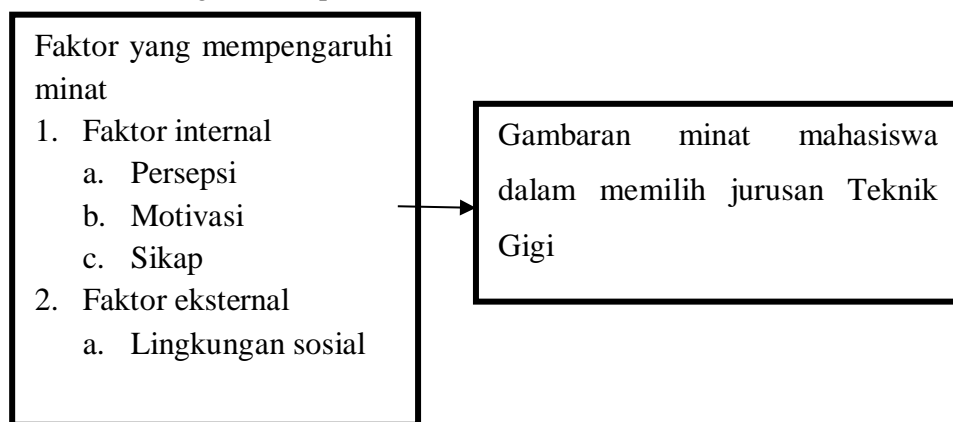 Faktor yang mempengaruhi
minat
1. Faktor internal
a. Persepsi
b. Motivasi
c. Sikap
2. Faktor eksternal
a. Lingkungan sosial
Gambaran minat mahasiswa
dalam memilih jurusan Teknik
Gigi